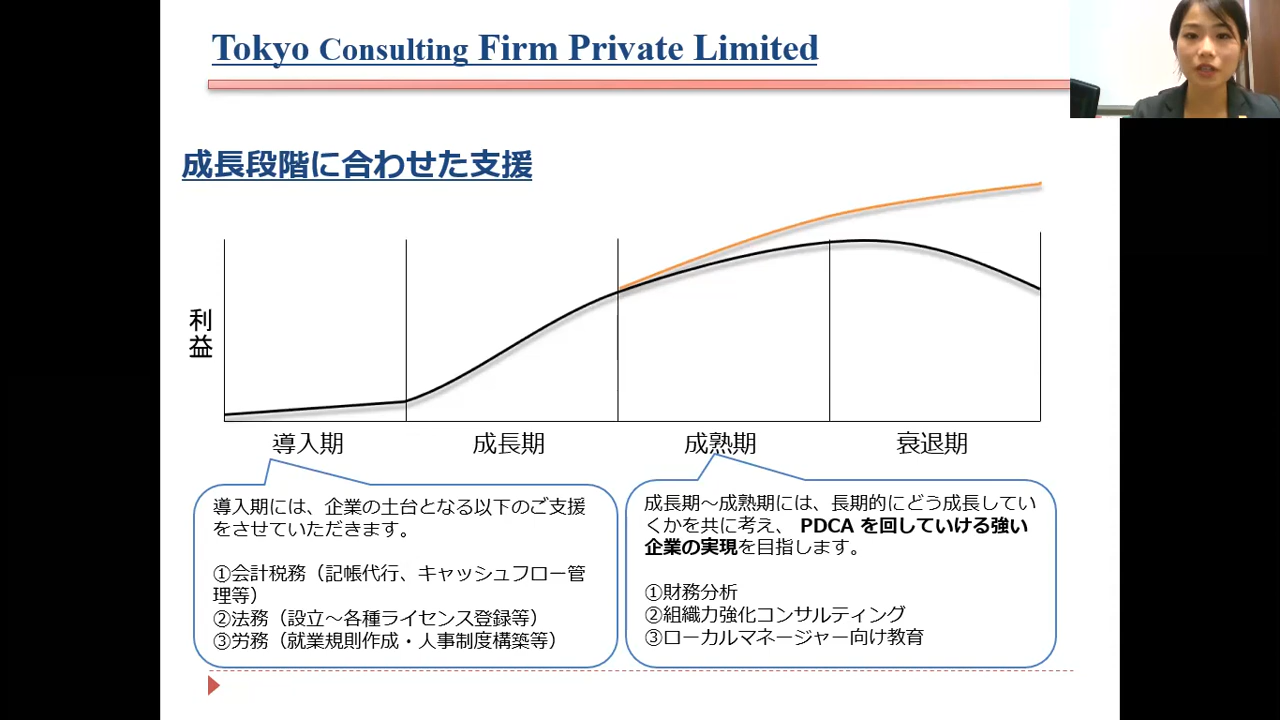 Tokyo Consulting Firm Private Limited
成長段階に合わせた支援
利
益
導入期
成長期
成熟期
衰退期
導入期には、企業の土台となる以下のご支援
をさせていただきます。
①会計税務（記帳代行、キャッシュフロー管
理等）
②法務（設立～各種ライセンス登録等）
③労務（就業規則作成・人事制度構築等）
成長期～成熟期には、長期的にどう成長してい
くかを共に考え、 PDCA を回していける強い
企業の実現を目指します。
①財務分析
②組織力強化コンサルティング
③ローカルマネージャー向け教育